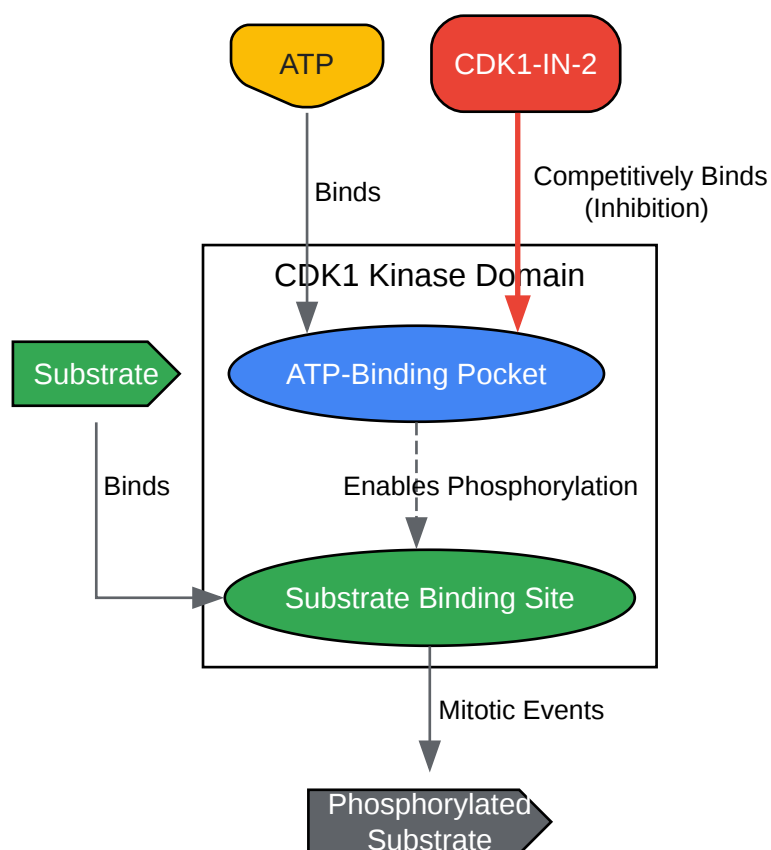 ATP
CDK1-IN-2
Binds
Competitively Binds
(Inhibition)
CDK1 Kinase Domain
Substrate
ATP-Binding Pocket
Binds
Enables Phosphorylation
Substrate Binding Site
Mitotic Events
Phosphorylated
Substrate